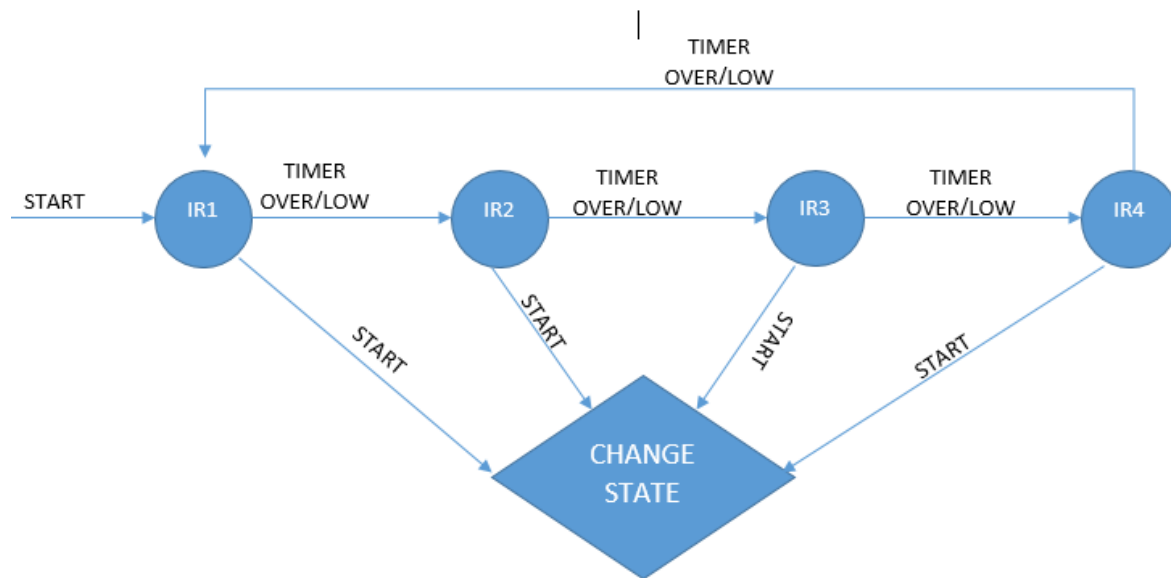 TIMER
OVER/LOW
START
IR1
TIMER
OVER/LOW
IR2
TIMER
OVER/LOW
IR3
TIMER
OVER/LOW
IR4
START
START
START
START
CHANGE
STATE